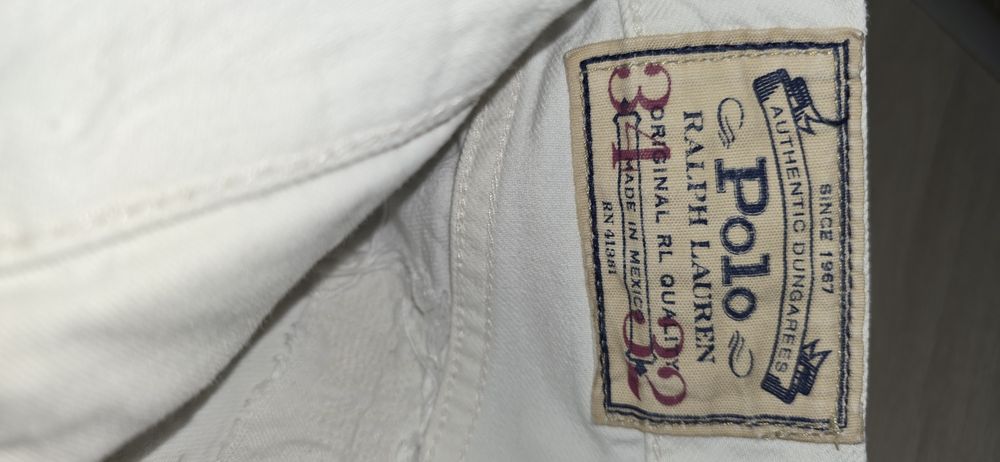 SINCE 1967
AUTHENTIC DUNGAREES
Polo
RALPH LAUREN
ORIGINAL RL QUALITY
34 32
MADE IN MEXICO
RN 41381